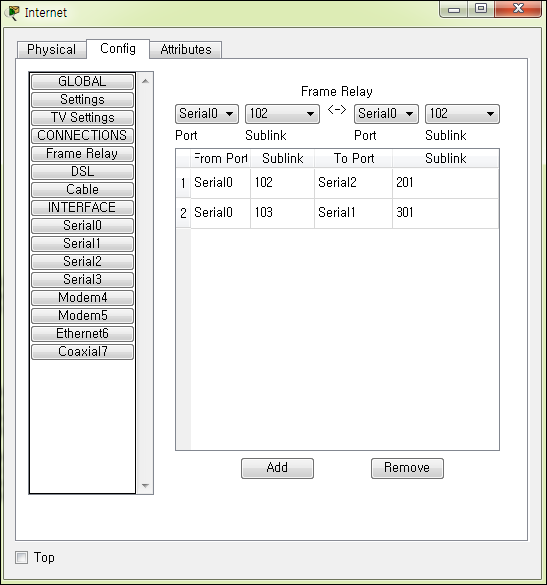 Internet
Physical Config Attributes
GLOBAL
Settings
TV Settings
CONNECTIONS
Frame Relay
DSL
Cable
INTERFACE
Serial0
Serial1
Serial2
Serial3
Modem4
Modem5
Ethernet6
Coaxial7
Frame Relay
Serial0 102 <-> Serial0 102
Port Sublink Port Sublink
From Port Sublink To Port Sublink
1 Serial0 102 Serial2 201
2 Serial0 103 Serial1 301
Add Remove
Top